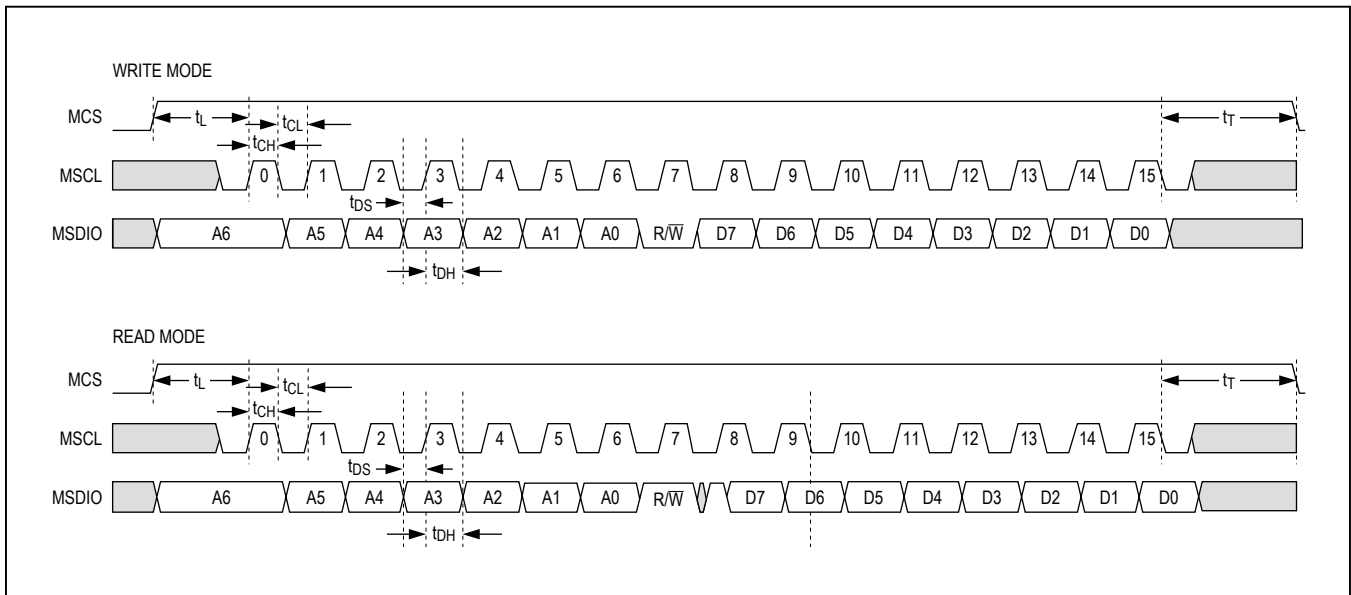 WRITE MODE
MCS tL tCL tT
tCH
MSCL 0 1 2 3 4 5 6 7 8 9 10 11 12 13 14 15
tDS
MSDIO A6 A5 A4 A3 A2 A1 A0 R/W̅ D7 D6 D5 D4 D3 D2 D1 D0
tDH
READ MODE
MCS tL tCL tT
tCH
MSCL 0 1 2 3 4 5 6 7 8 9 10 11 12 13 14 15
tDS
MSDIO A6 A5 A4 A3 A2 A1 A0 R/W̅ D7 D6 D5 D4 D3 D2 D1 D0
tDH